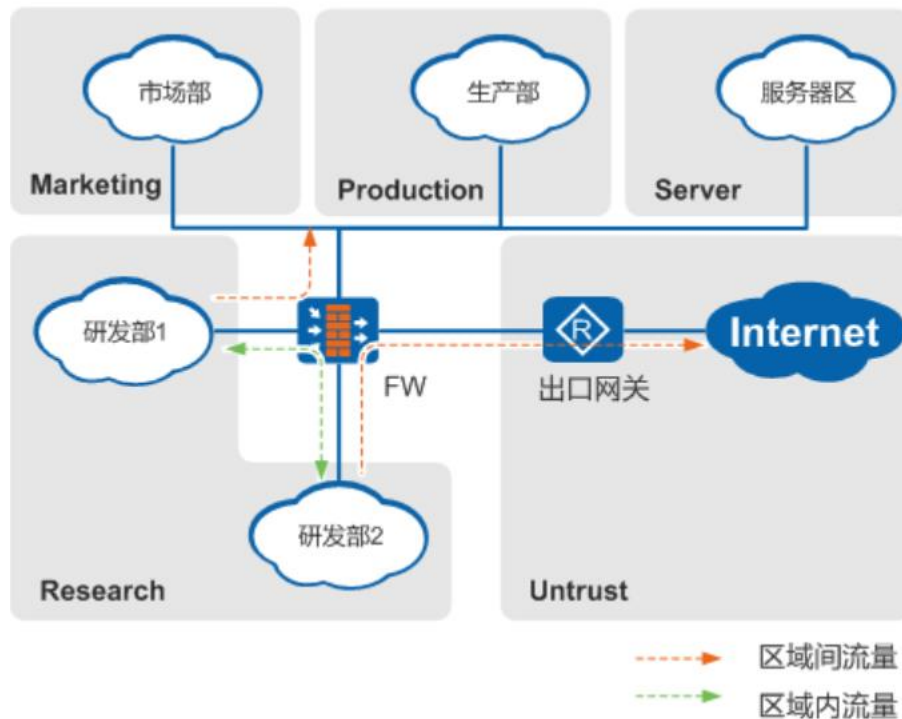 市场部
生产部
服务器区
Marketing
Production
Server
研发部1
R
Internet
FW
出口网关
研发部2
Research
Untrust
区域间流量
区域内流量